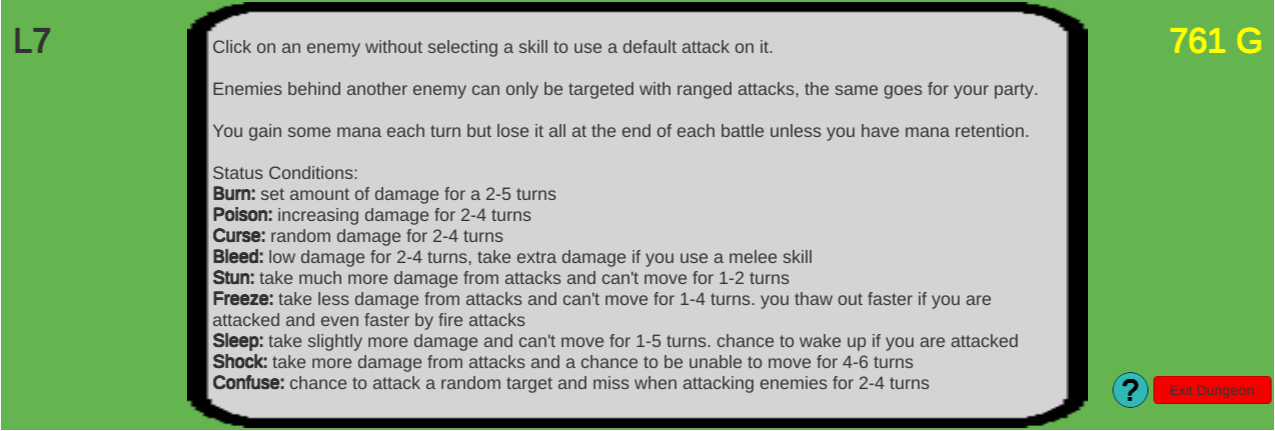 L7
761 G
Click on an enemy without selecting a skill to use a default attack on it.
Enemies behind another enemy can only be targeted with ranged attacks, the same goes for your party.
You gain some mana each turn but lose it all at the end of each battle unless you have mana retention.
Status Conditions:
Burn: set amount of damage for a 2-5 turns
Poison: increasing damage for 2-4 turns
Curse: random damage for 2-4 turns
Bleed: low damage for 2-4 turns, take extra damage if you use a melee skill
Stun: take much more damage from attacks and can't move for 1-2 turns
Freeze: take less damage from attacks and can't move for 1-4 turns. you thaw out faster if you are
attacked and even faster by fire attacks
Sleep: take slightly more damage and can't move for 1-5 turns. chance to wake up if you are attacked
Shock: take more damage from attacks and a chance to be unable to move for 4-6 turns
Confuse: chance to attack a random target and miss when attacking enemies for 2-4 turns
? Exit Dungeon